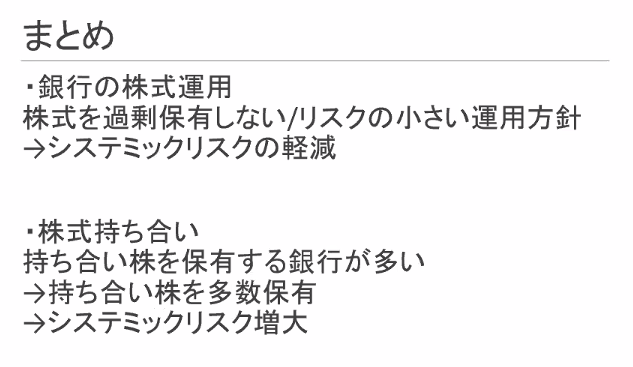 まとめ
・銀行の株式運用
株式を過剰保有しない/リスクの小さい運用方針
→システミックリスクの軽減
・株式持ち合い
持ち合い株を保有する銀行が多い
→持ち合い株を多数保有
→システミックリスク増大